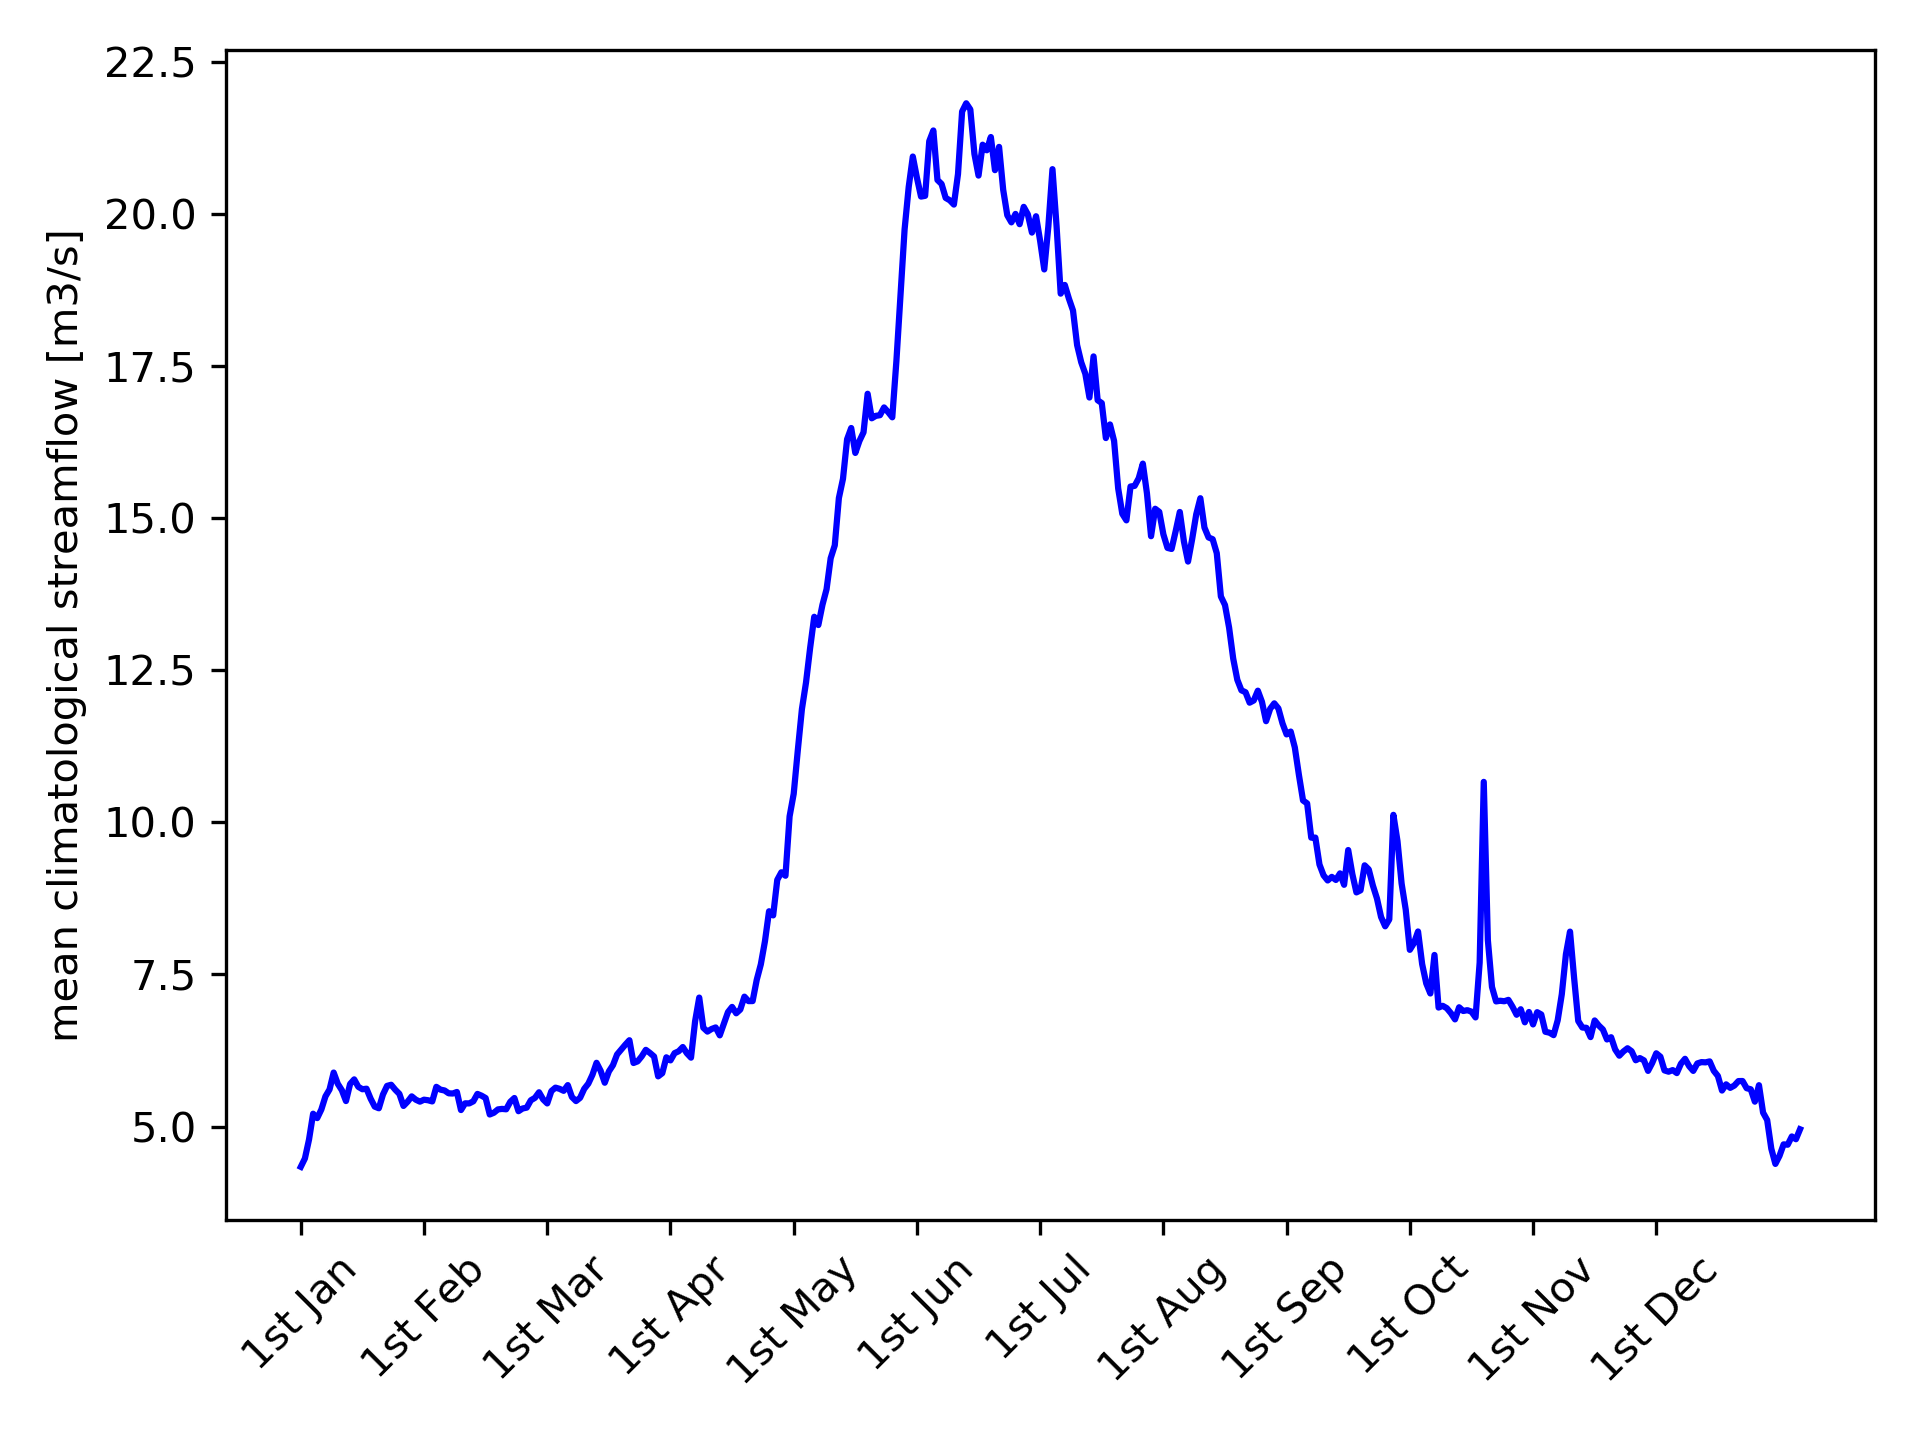 mean climatological streamflow [m3/s]
22.5
20.0
17.5
15.0
12.5
10.0
7.5
5.0
1st Jan
1st Feb
1st Mar
1st Apr
1st May
1st Jun
1st Jul
1st Aug
1st Sep
1st Oct
1st Nov
1st Dec